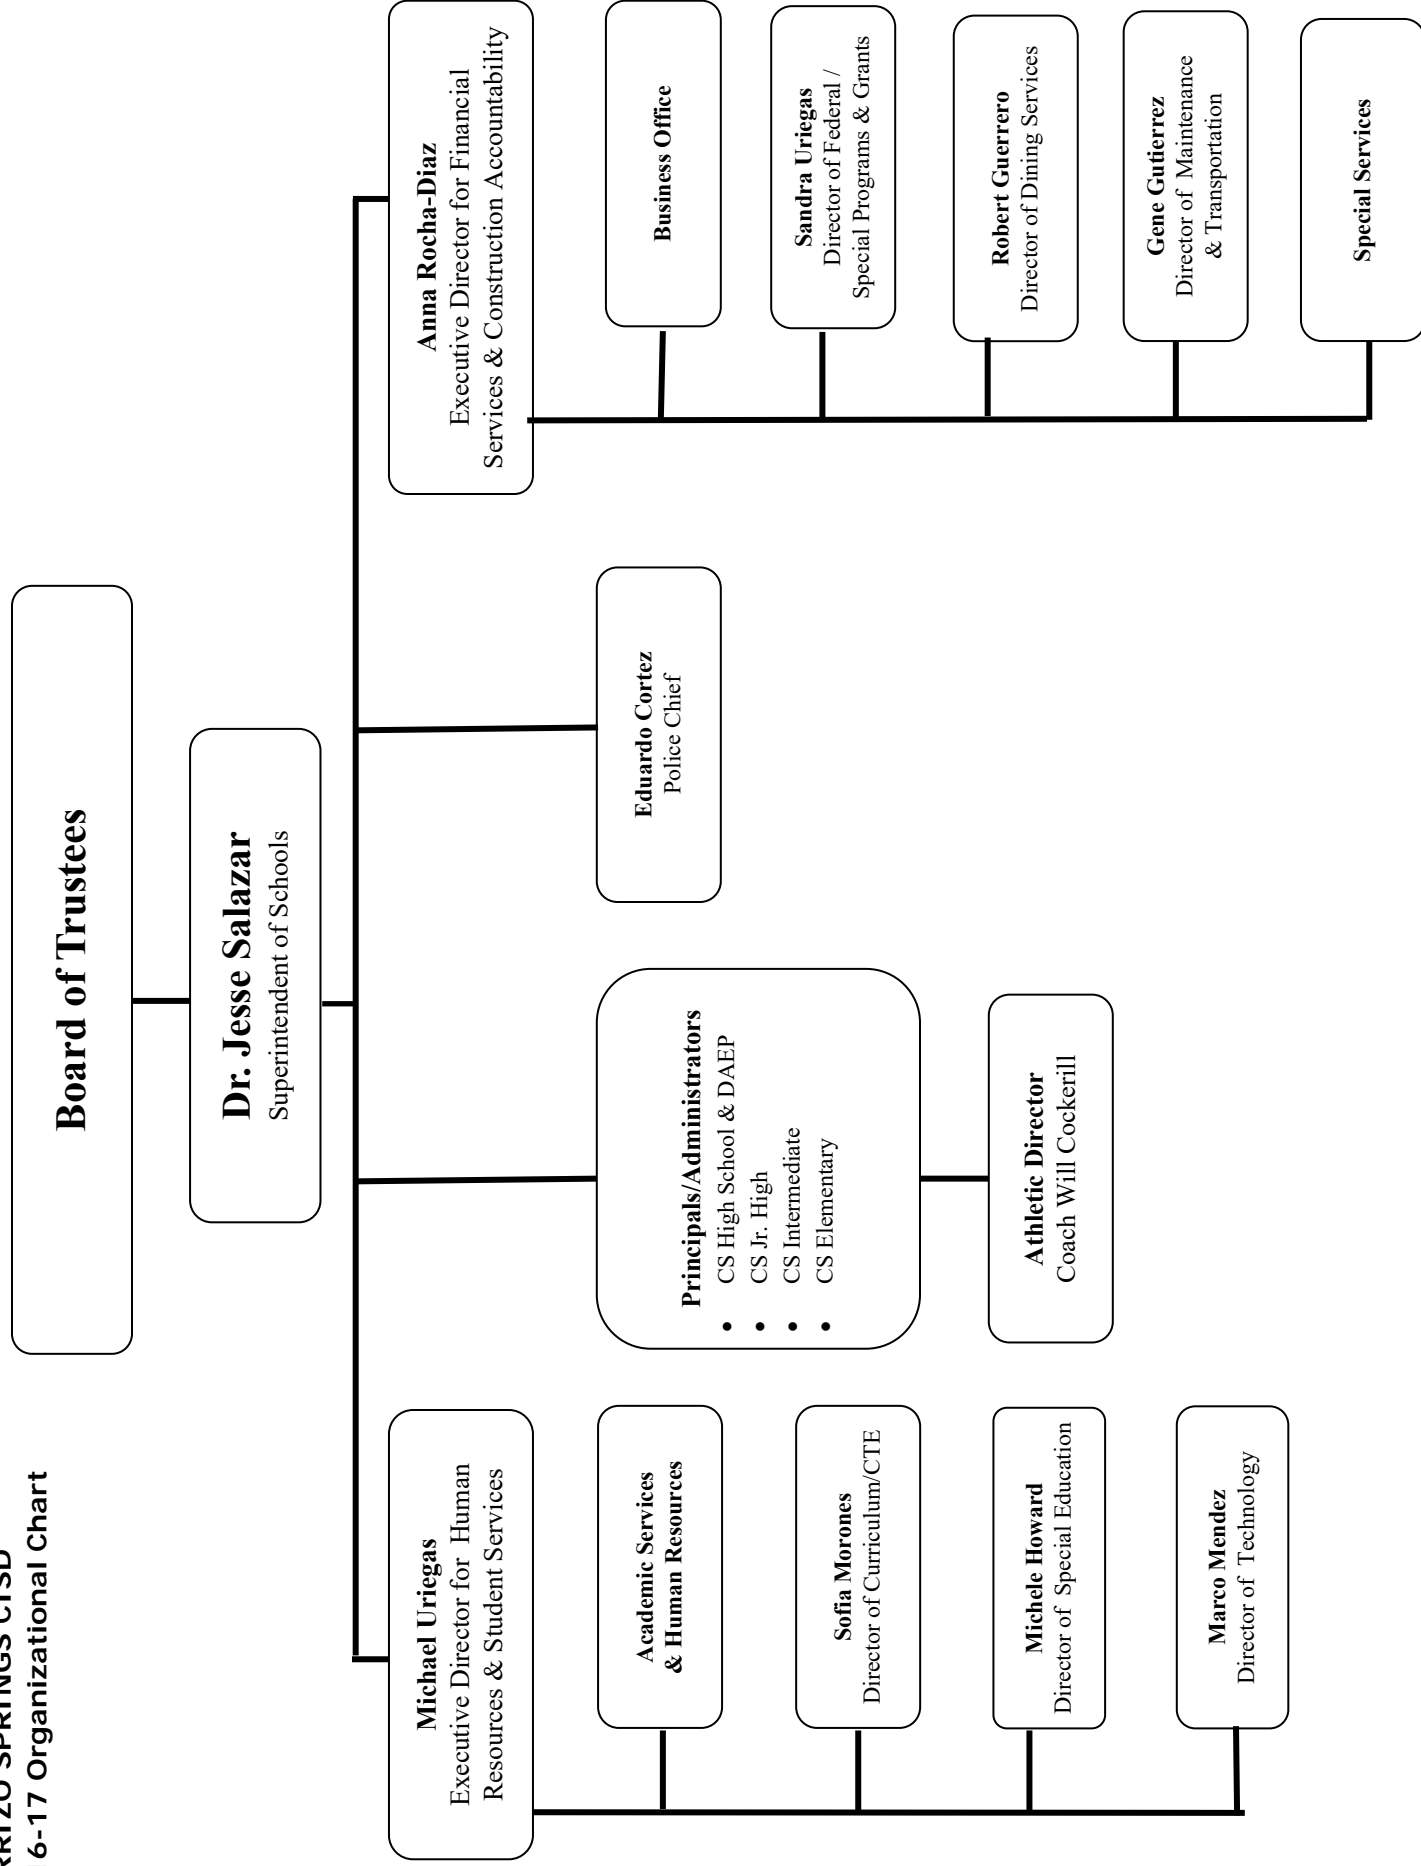 RRIZO SPRINGS CISD
16-17 Organizational Chart
Board of Trustees
Dr. Jesse Salazar
Superintendent of Schools
Michael Uriegas
Executive Director for Human
Resources & Student Services
Anna Rocha-Diaz
Executive Director for Financial
Services & Construction Accountability
Academic Services
& Human Resources
Sofia Morones
Director of Curriculum/CTE
Michele Howard
Director of Special Education
Marco Mendez
Director of Technology
Principals/Administrators
• CS High School & DAEP
• CS Jr. High
• CS Intermediate
• CS Elementary
Athletic Director
Coach Will Cockerill
Eduardo Cortez
Police Chief
Business Office
Sandra Uriegas
Director of Federal /
Special Programs & Grants
Robert Guerrero
Director of Dining Services
Gene Gutierrez
Director of Maintenance
& Transportation
Special Services